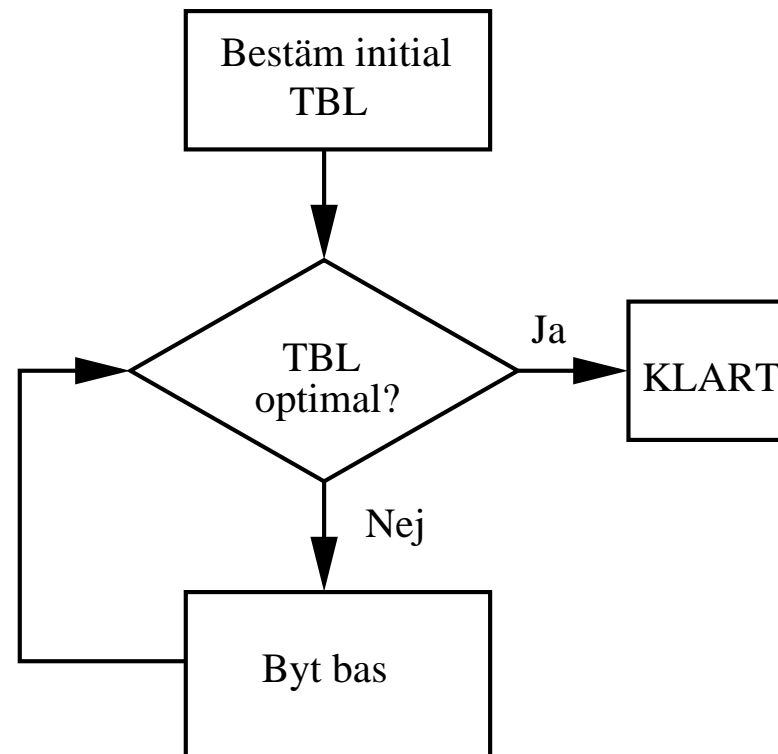 Bestäm initial
TBL
TBL
optimal?
Ja
KLART
Nej
Byt bas